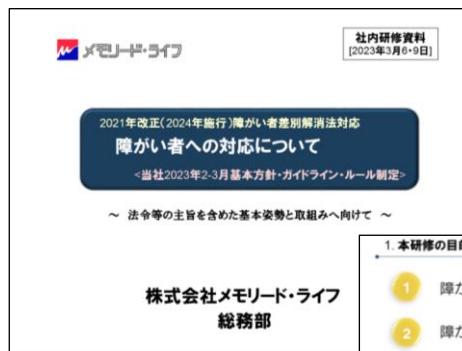 メモリード・ライフ
社内研修資料
[2023年3月6・9日]
2021年改正(2024年施行)障がい者差別解消法対応
障がい者への対応について
<当社2023年2-3月基本方針・ガイドライン・ルール制定>
~ 法令等の主旨を含めた基本姿勢と取組みへ向けて ~
株式会社メモリード・ライフ
総務部
1. 本研修の目
1 障
2 障